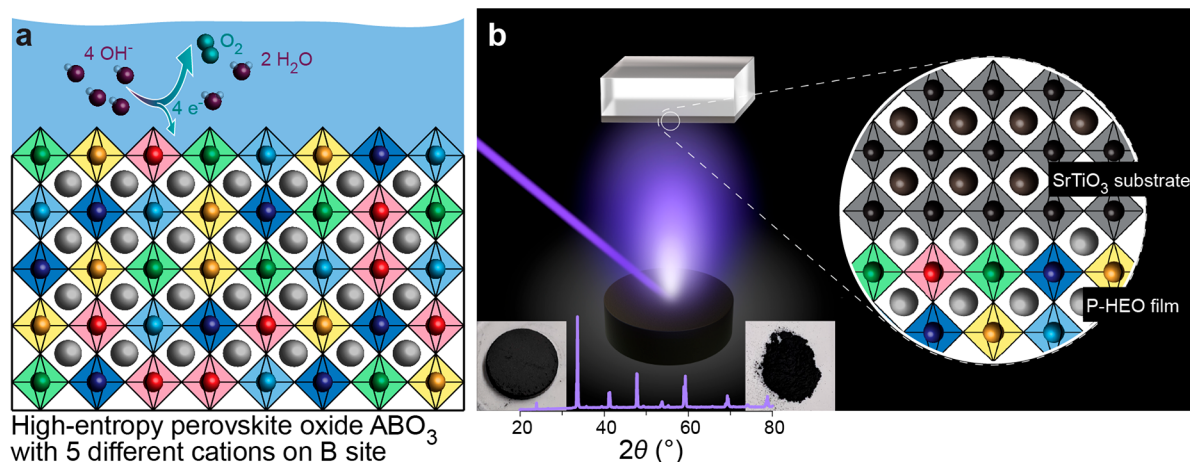 a
4 OH⁻
O₂
2 H₂O
4 e⁻
High-entropy perovskite oxide ABO₃
with 5 different cations on B site
b
SrTiO₃ substrate
P-HEO film
20 40 60 80
2θ (°)